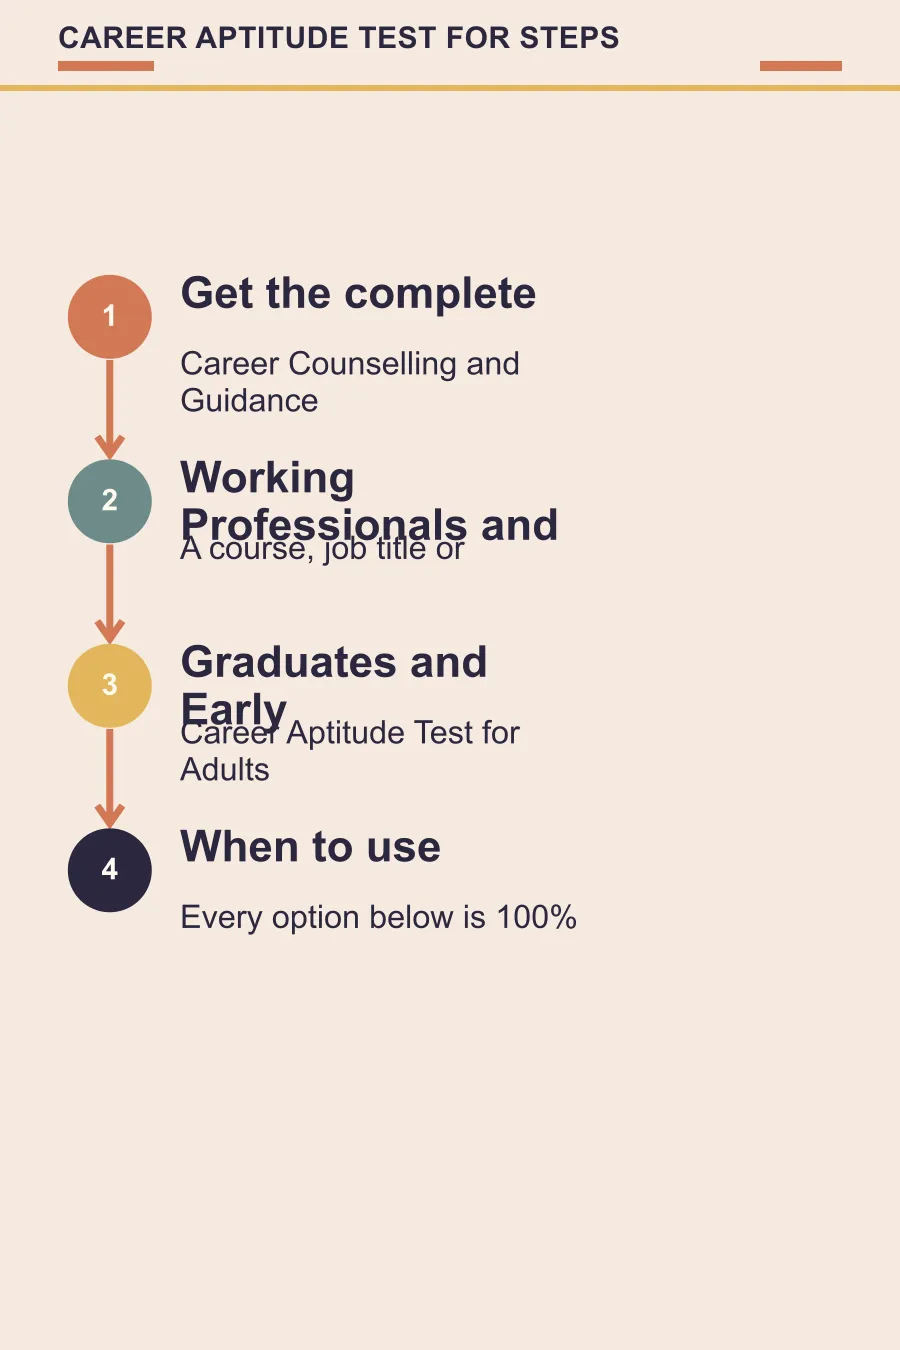 CAREER APTITUDE TEST FOR STEPS
1
Get the complete
Career Counselling and
Guidance
2
Working
Professionals and
A course, job title or
3
Graduates and
Early
Career Aptitude Test for
Adults
4
When to use
Every option below is 100%